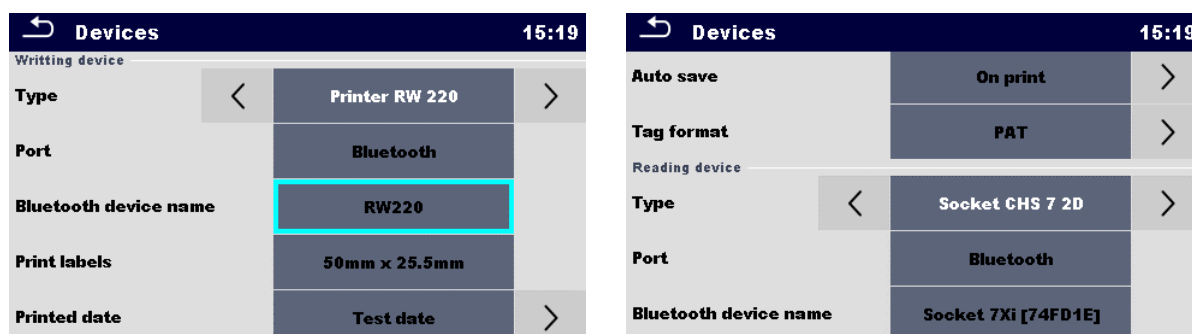 Devices 15:19
Writting device
Type Printer RW 220
Port Bluetooth
Bluetooth device name RW220
Print labels 50mm x 25.5mm
Printed date Test date
Devices 15:19
Auto save On print
Tag format PAT
Reading device
Type Socket CHS 7 2D
Port Bluetooth
Bluetooth device name Socket 7Xi [74FD1E]